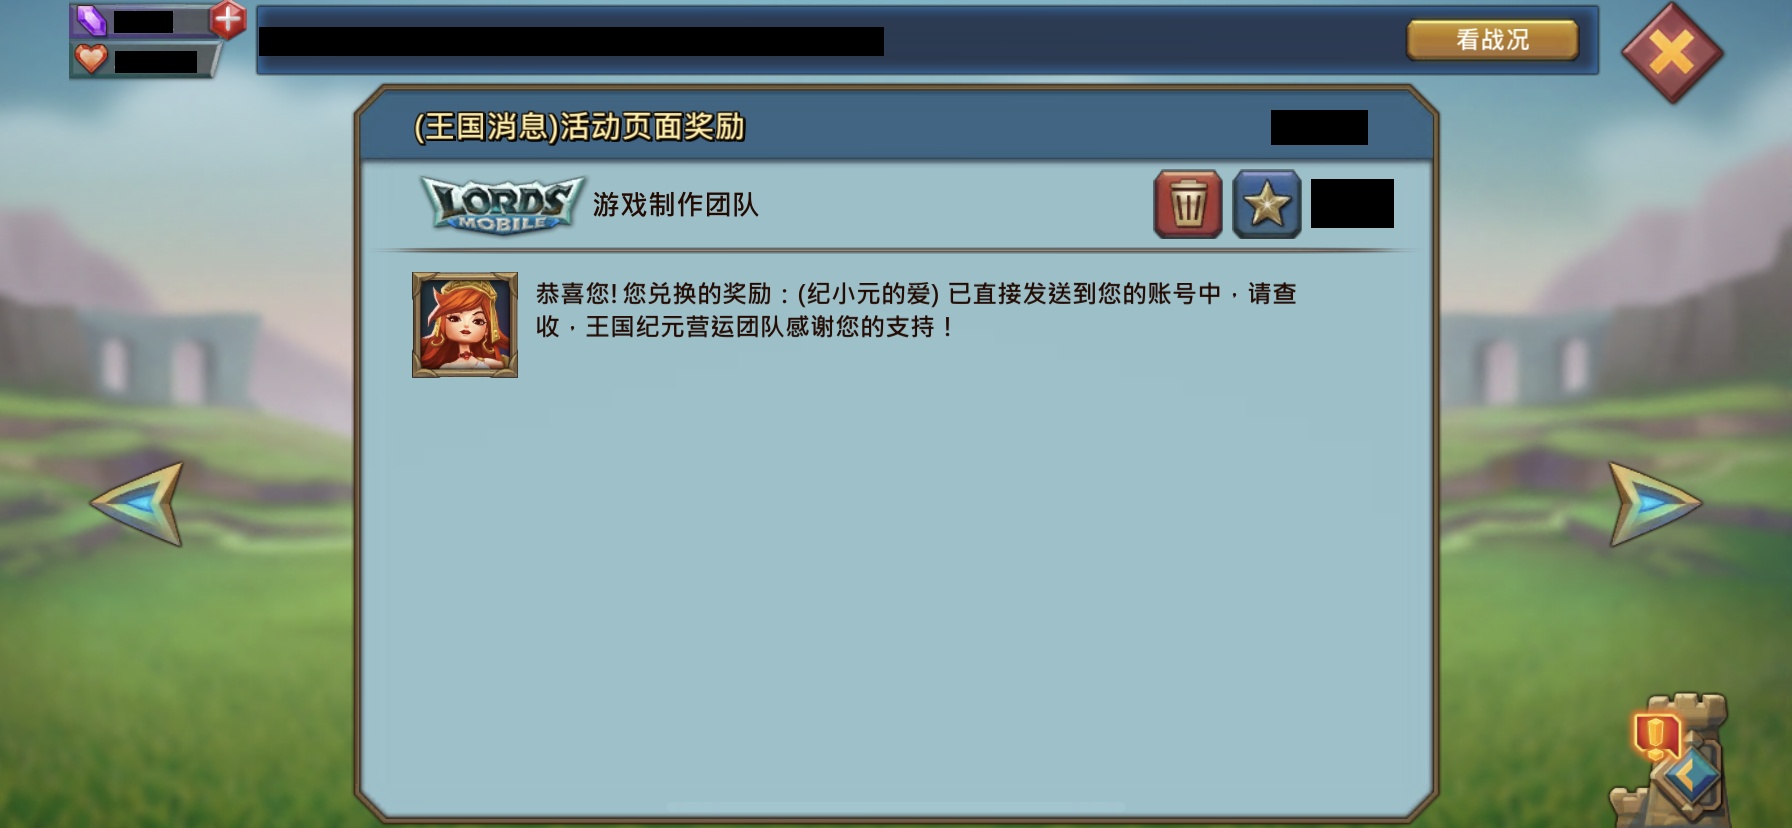 看战况
(王国消息)活动页面奖励
LORDS
MOBILE
游戏制作团队
恭喜您! 您兑换的奖励：(纪小元的爱) 已直接发送到您的账号中，请查
收，王国纪元营运团队感谢您的支持！